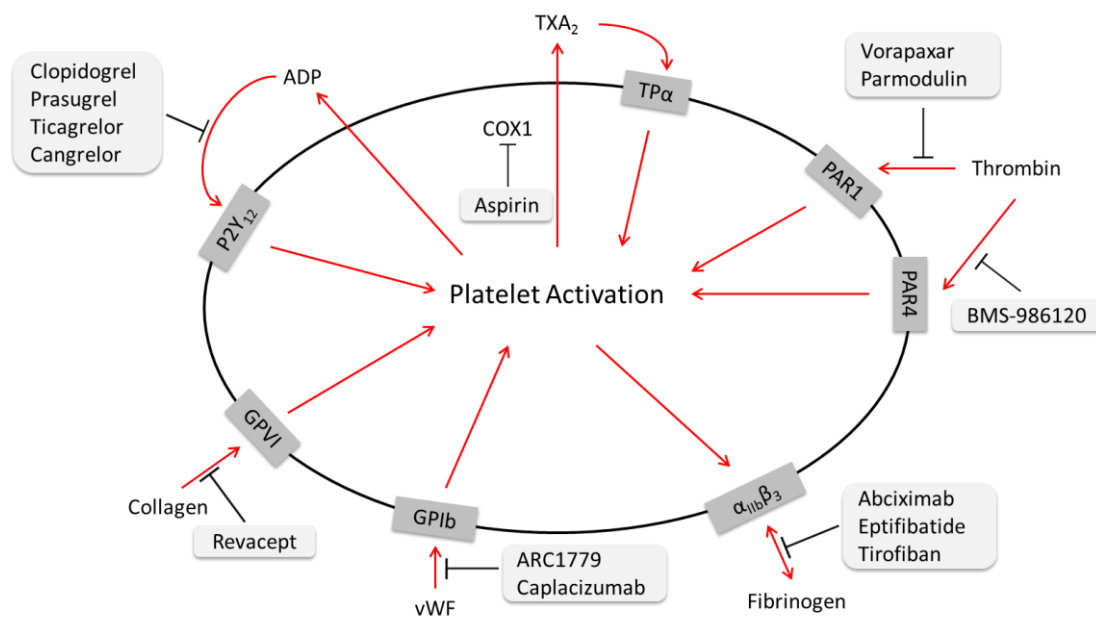 TXA₂
Clopidogrel
Prasugrel
Ticagrelor
Cangrelor
ADP
TPα
Vorapaxar
Parmodulin
COX1
Aspirin
PAR1
Thrombin
P2Y₁₂
Platelet Activation
PAR4
BMS-986120
GPVI
Collagen
Revacept
GPIb
αIIbβ₃
ARC1779
Caplacizumab
vWF
Abciximab
Eptifibatide
Tirofiban
Fibrinogen